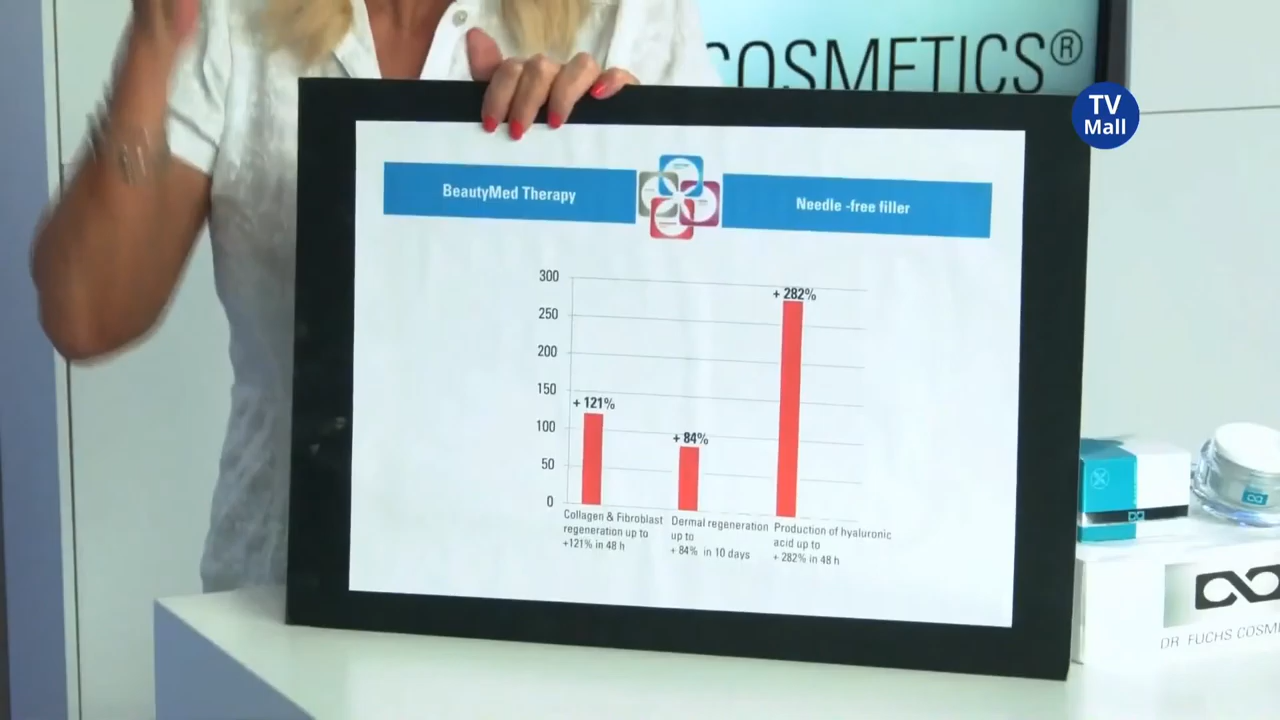 COSMETICS®
TV
Mall
BeautyMed Therapy
Needle -free filler
300
250
200
150
100
50
0
+ 121%
+ 84%
+ 282%
Collagen & Fibroblast
regeneration up to
+121% in 48 h
Dermal regeneration
up to
+ 84% in 10 days
Production of hyaluronic
acid up to
+ 282% in 48 h
DR FUCHS COSM